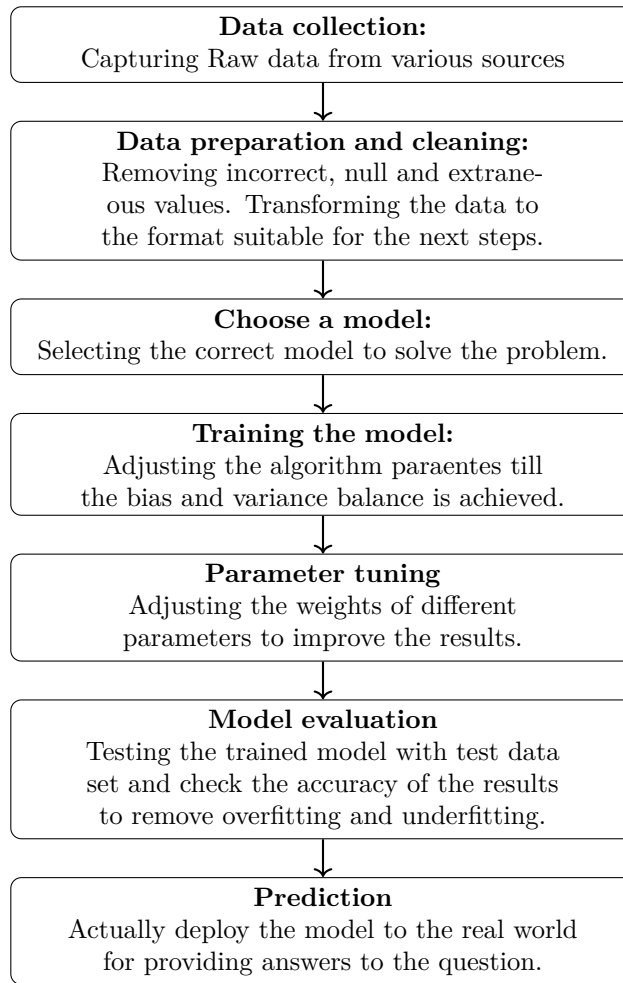 Data collection:
Capturing Raw data from various sources
Data preparation and cleaning:
Removing incorrect, null and extrane-
ous values. Transforming the data to
the format suitable for the next steps.
Choose a model:
Selecting the correct model to solve the problem.
Training the model:
Adjusting the algorithm paraentes till
the bias and variance balance is achieved.
Parameter tuning
Adjusting the weights of different
parameters to improve the results.
Model evaluation
Testing the trained model with test data
set and check the accuracy of the results
to remove overfitting and underfitting.
Prediction
Actually deploy the model to the real world
for providing answers to the question.